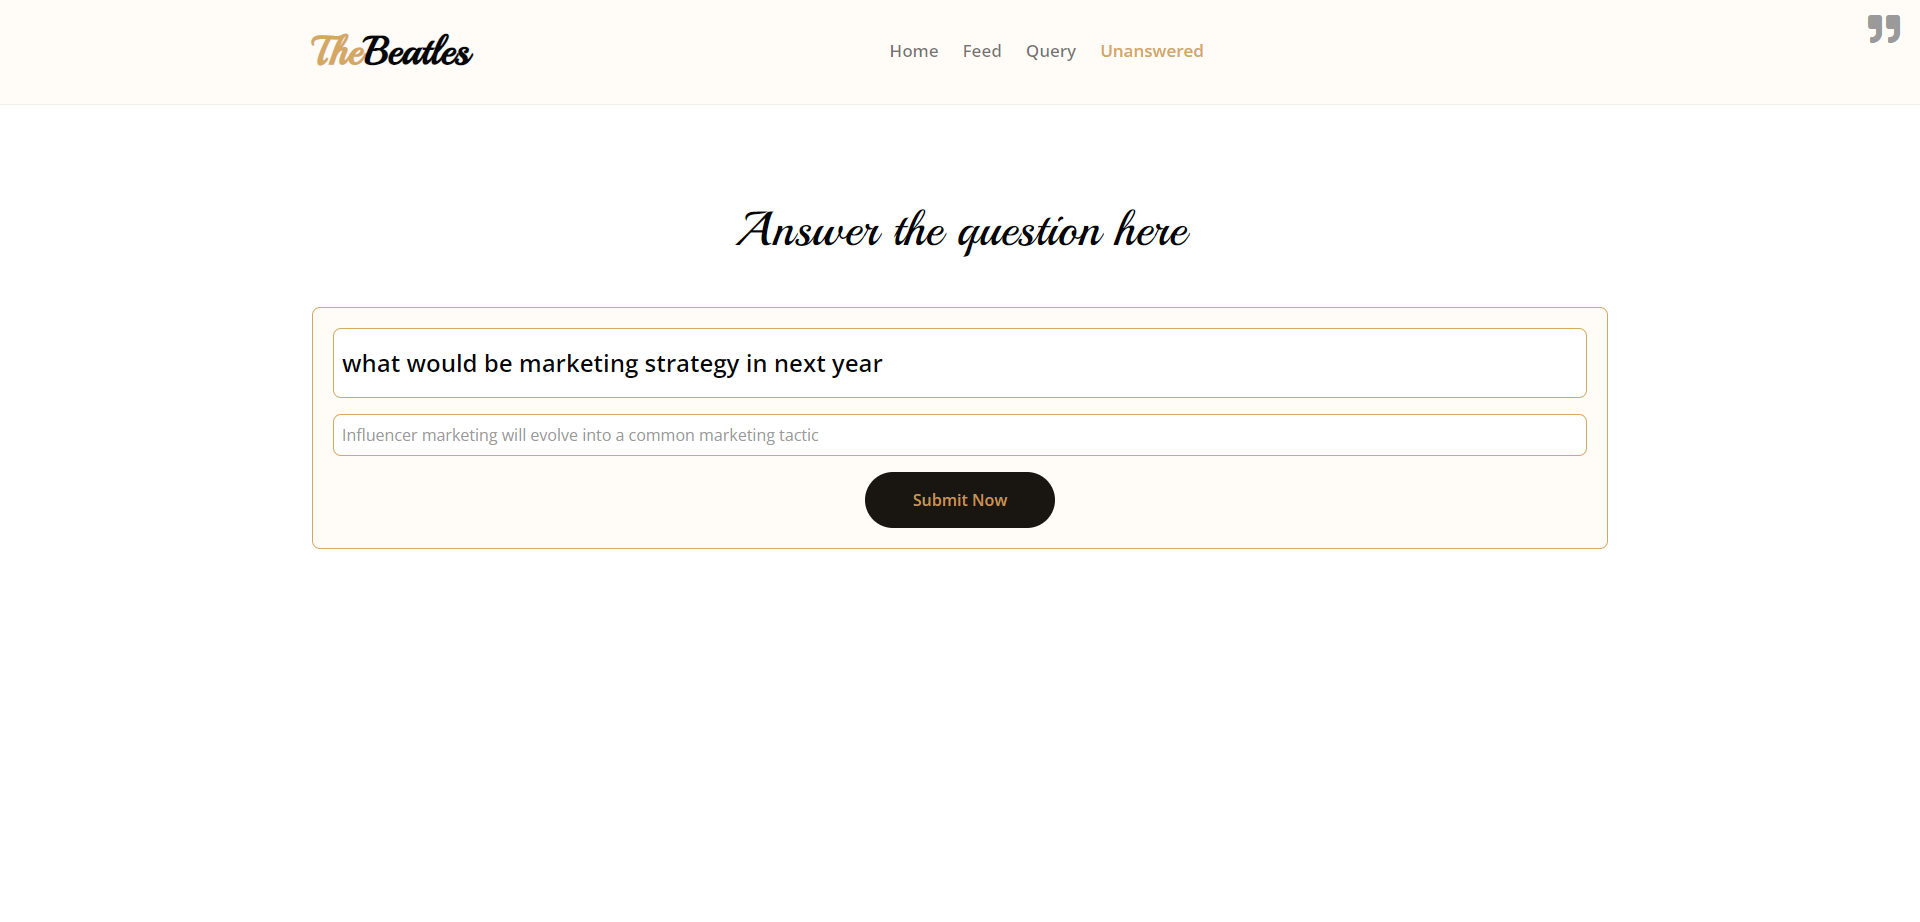 TheBeatles
Home Feed Query Unanswered
Answer the question here
what would be marketing strategy in next year
Influencer marketing will evolve into a common marketing tactic
Submit Now